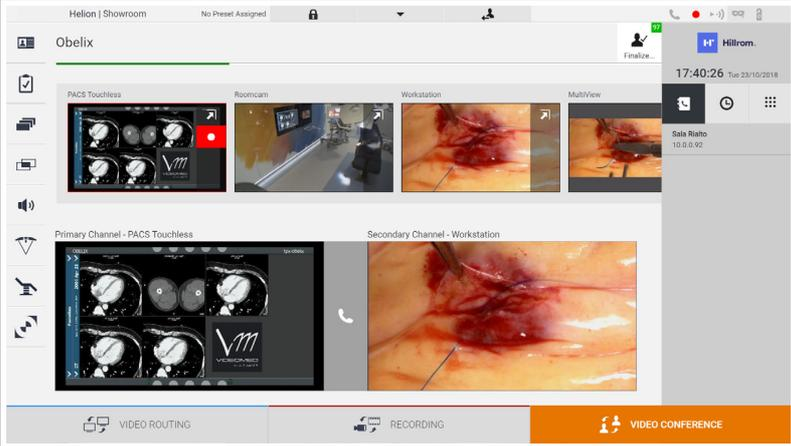 Helion | Showroom
No Preset Assigned
97
Obelix
Finalize...
Hillrom.
17:40:26 Tue 23/10/2018
PACS Touchless
Roomcam
Workstation
MultiView
Sala Rialto
10.0.0.92
Primary Channel - PACS Touchless
Secondary Channel - Workstation
OBELIX
VIDEOMED
VIDEO ROUTING
RECORDING
VIDEO CONFERENCE